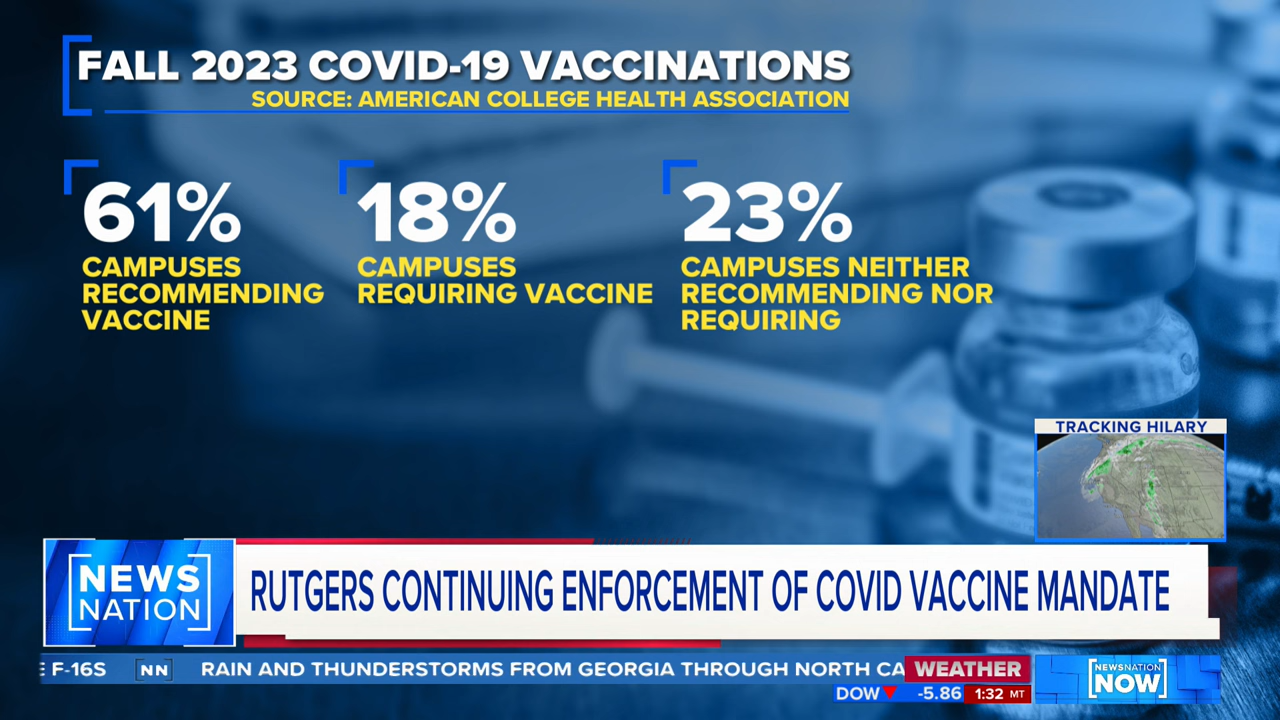 FALL 2023 COVID-19 VACCINATIONS
SOURCE: AMERICAN COLLEGE HEALTH ASSOCIATION
61%
CAMPUSES
RECOMMENDING
VACCINE
18%
CAMPUSES
REQUIRING VACCINE
23%
CAMPUSES NEITHER
RECOMMENDING NOR
REQUIRING
TRACKING HILARY
NEWS
NATION
RUTGERS CONTINUING ENFORCEMENT OF COVID VACCINE MANDATE
F-16S NN RAIN AND THUNDERSTORMS FROM GEORGIA THROUGH NORTH CA
WEATHER
NEWSNATION
NOW
DOW -5.86 1:32 MT